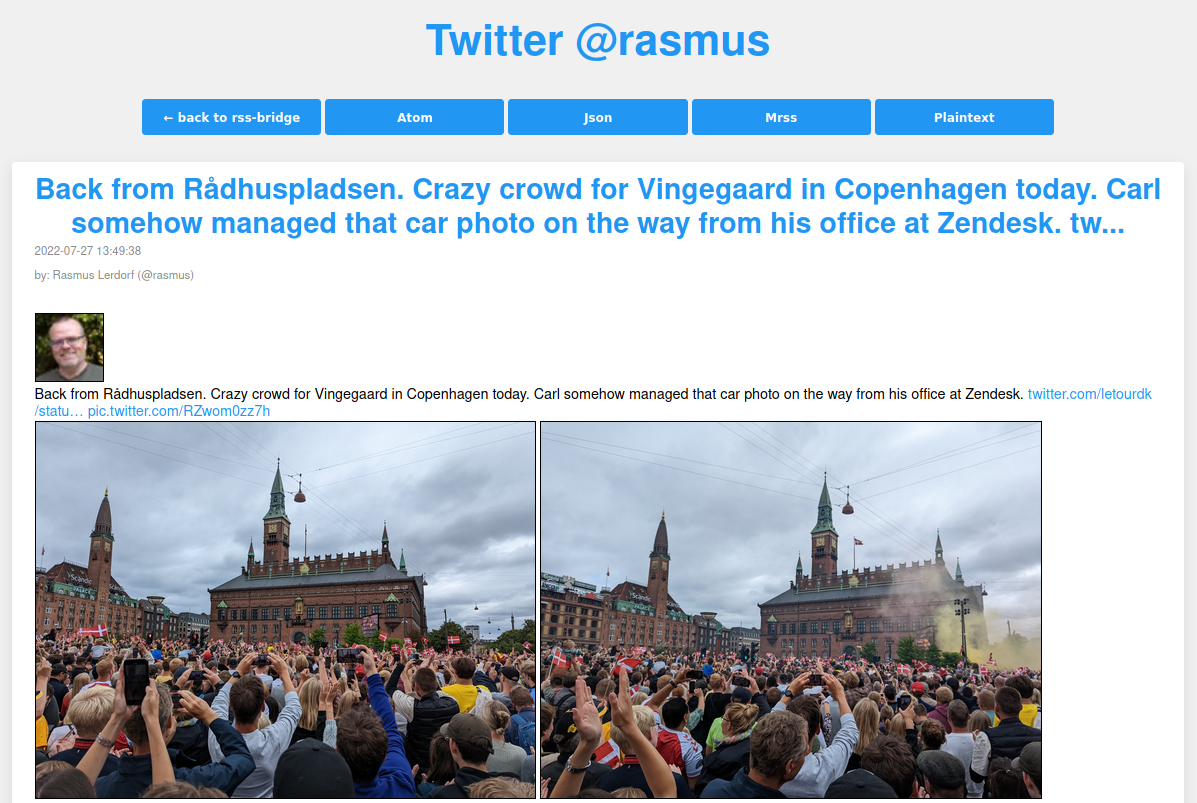 Twitter @rasmus
← back to rss-bridge
Atom
Json
Mrss
Plaintext
Back from Rådhuspladsen. Crazy crowd for Vingegaard in Copenhagen today. Carl
somehow managed that car photo on the way from his office at Zendesk. tw...
2022-07-27 13:49:38
by: Rasmus Lerdorf (@rasmus)
Back from Rådhuspladsen. Crazy crowd for Vingegaard in Copenhagen today. Carl somehow managed that car photo on the way from his office at Zendesk. twitter.com/letourdk
/statu… pic.twitter.com/RZwom0zz7h
Scandic
PALACE